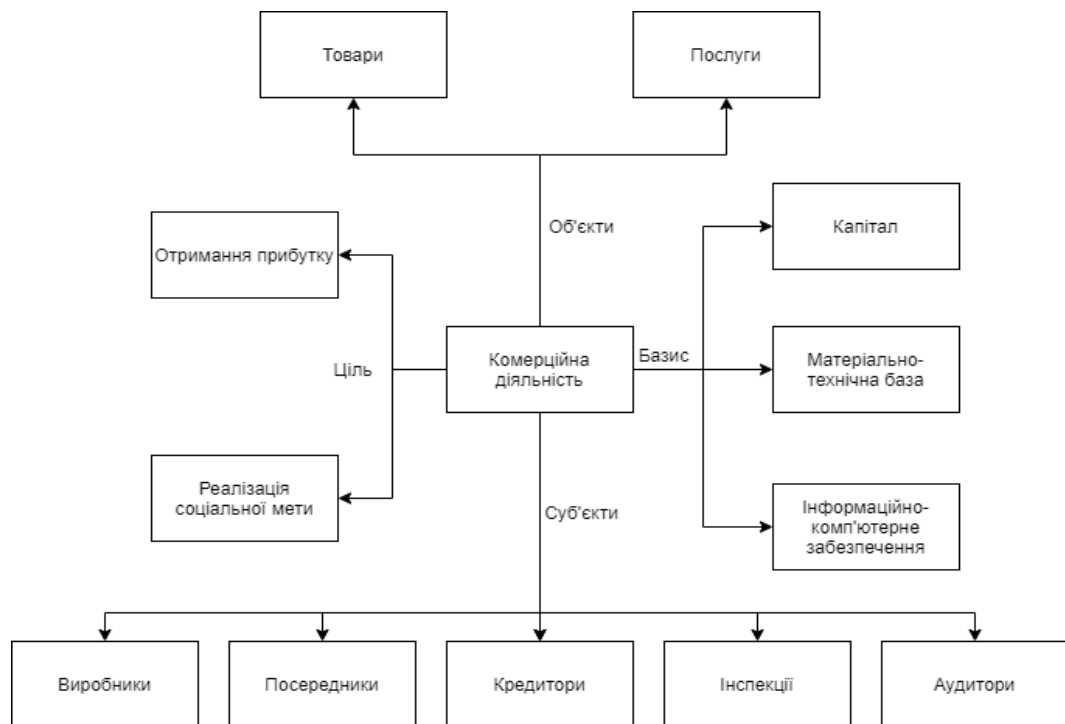 Товари
Послуги
Об'єкти
Отримання прибутку
Капітал
Ціль
Комерційна
діяльність
Базис
Матеріально-
технічна база
Реалізація
соціальної мети
Суб'єкти
Інформаційно-
комп'ютерне
забезпечення
Виробники
Посередники
Кредитори
Інспекції
Аудитори